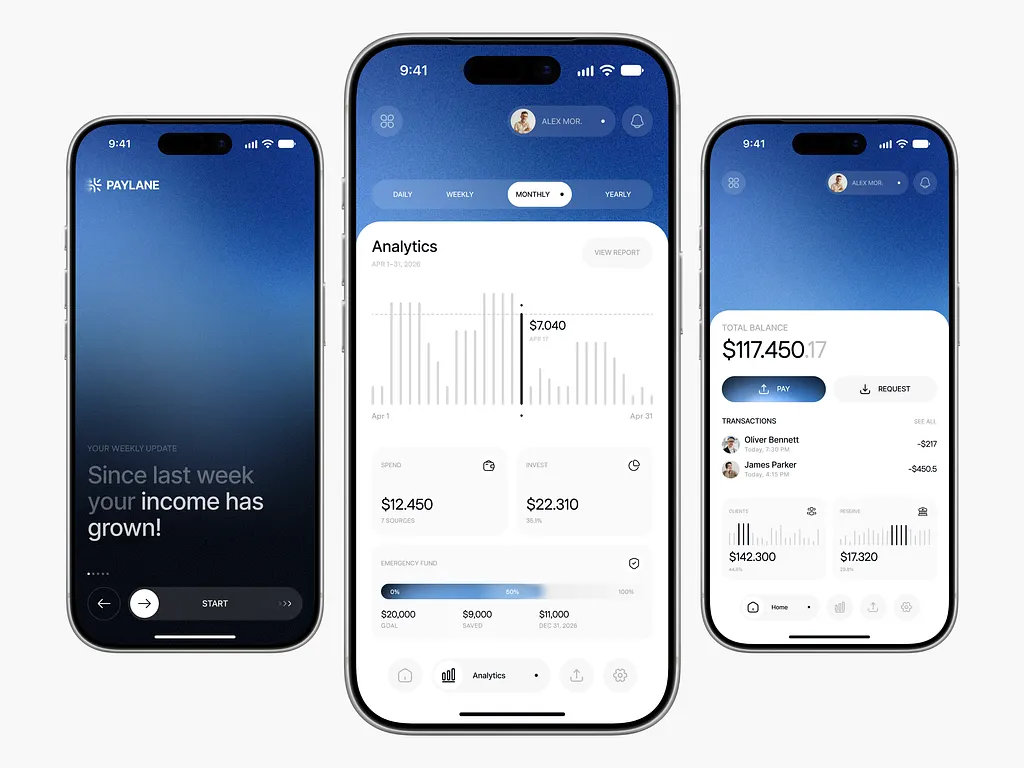 9:41
PAYLANE
YOUR WEEKLY UPDATE
Since last week
your income has
grown!
START
9:41
ALEX MOR.
DAILY
WEEKLY
MONTHLY
YEARLY
Analytics
APR 1–31, 2026
VIEW REPORT
$7.040
APR 17
Apr 1
Apr 31
SPEND
$12.450
7 SOURCES
INVEST
$22.310
35.1%
EMERGENCY FUND
0%
50%
100%
$20,000
GOAL
$9,000
SAVED
$11,000
DEC 31, 2026
Analytics
9:41
ALEX MOR.
TOTAL BALANCE
$117.450.17
PAY
REQUEST
TRANSACTIONS
SEE ALL
Oliver Bennett
Today, 7:39 PM
-$217
James Parker
Today, 4:15 PM
-$450.5
CLIENTS
$142.300
RESERVE
$17.320
Home